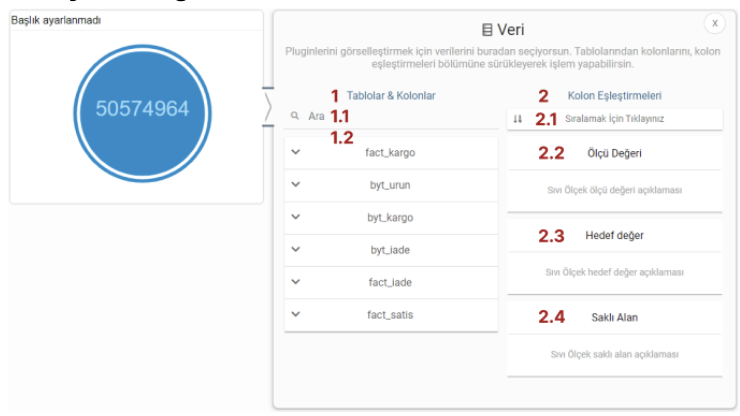 Başlık ayarlanmadı
50574964
Veri
X
Pluginlerini görselleştirmek için verilerini buradan seçiyorsun. Tablolarından kolonlarını, kolon
eşleştirmeleri bölümüne sürükleyerek işlem yapabilirsin.
1 Tablolar & Kolonlar
Ara 1.1
1.2
fact_kargo
byt_urun
byt_kargo
byt_iade
fact_iade
fact_satis
2 Kolon Eşleştirmeleri
2.1 Sıralamak İçin Tıklayınız
2.2 Ölçü Değeri
Sıvı Ölçek ölçü değeri açıklaması
2.3 Hedef değer
Sıvı Ölçek hedef değer açıklaması
2.4 Saklı Alan
Sıvı Ölçek saklı alan açıklaması